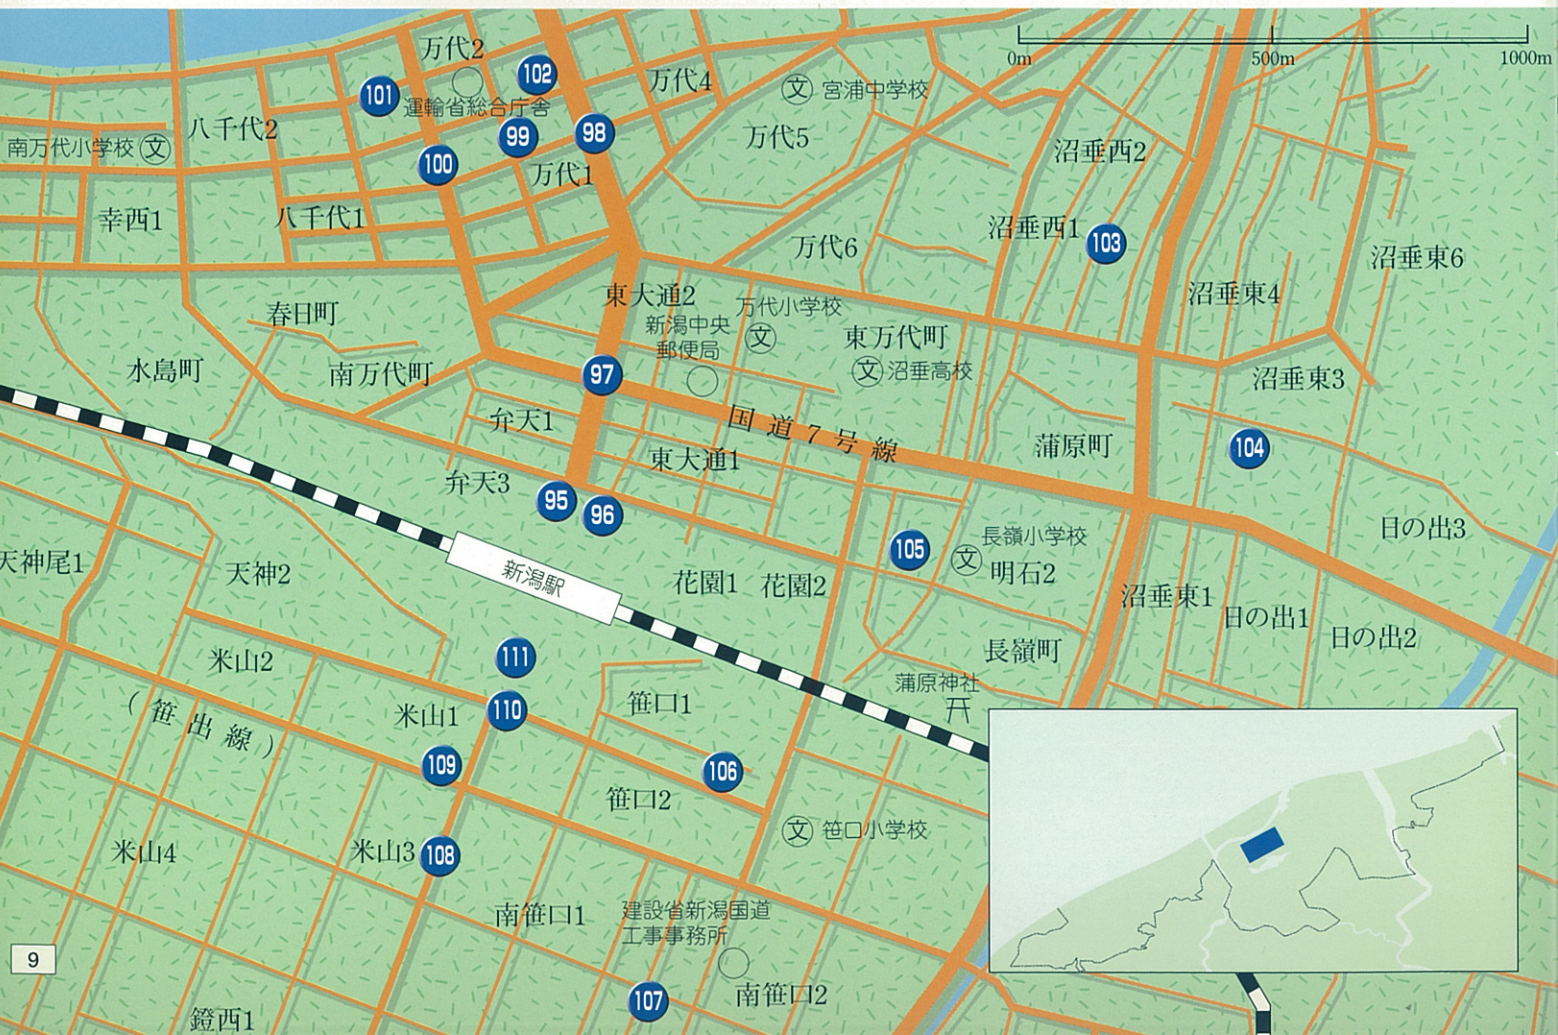 0m
500m
1000m
万代2
102
101
運輸省総合庁舎
99
98
万代4
文
宮浦中学校
八千代2
南万代小学校
文
100
万代1
万代5
沼垂西2
幸西1
八千代1
万代6
沼垂西1
103
沼垂東6
春日町
東大通2
万代小学校
文
新潟中央
郵便局
沼垂東4
東万代町
水島町
南万代町
97
文
沼垂高校
沼垂東3
弁天1
国道7号線
東大通1
蒲原町
104
弁天3
95
96
日の出3
105
長嶺小学校
文
明石2
天神尾1
天神2
新潟駅
花園1
花園2
沼垂東1
日の出1
日の出2
米山2
111
長嶺町
蒲原神社
(笹出線)
米山1
110
笹口1
109
106
笹口2
文
笹口小学校
米山4
米山3
108
南笹口1
建設省新潟国道
工事事務所
9
107
南笹口2
鐙西1